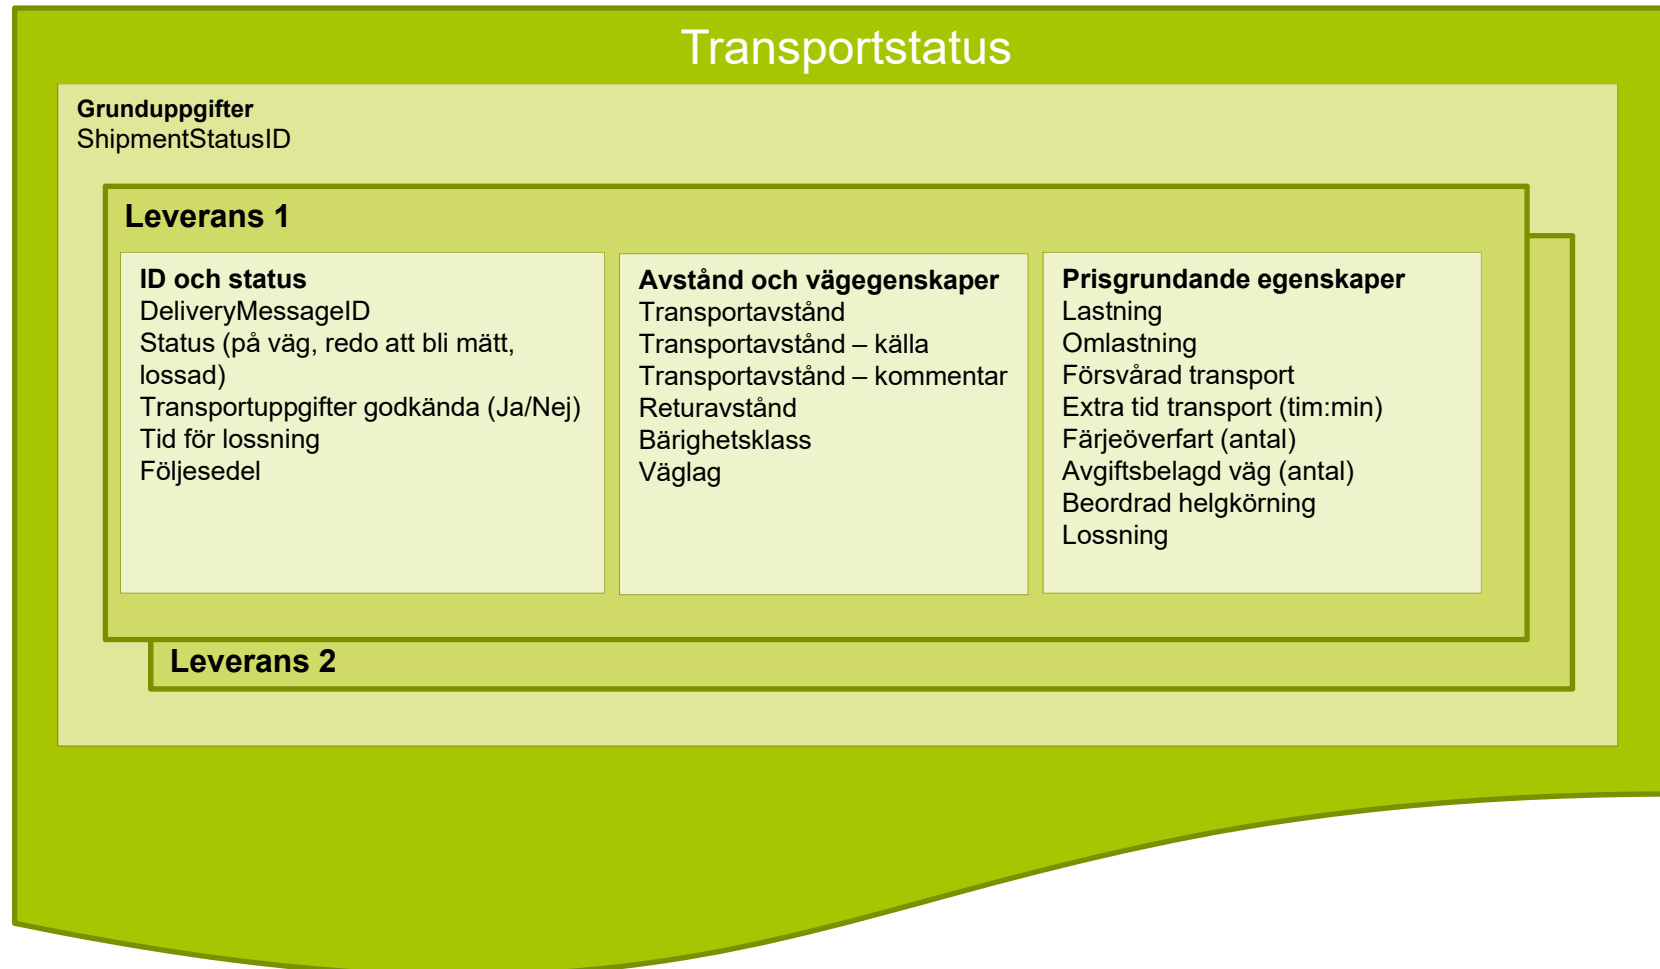 Transportstatus
Grunduppgifter
ShipmentStatusID
Leverans 1
ID och status
DeliveryMessageID
Status (på väg, redo att bli mätt,
lossad)
Transportuppgifter godkända (Ja/Nej)
Tid för lossning
Följesedel
Avstånd och vägegenskaper
Transportavstånd
Transportavstånd – källa
Transportavstånd – kommentar
Returavstånd
Bärighetsklass
Väglag
Prisgrundande egenskaper
Lastning
Omlastning
Försvårad transport
Extra tid transport (tim:min)
Färjeöverfart (antal)
Avgiftsbelagd väg (antal)
Beordrad helgkörning
Lossning
Leverans 2